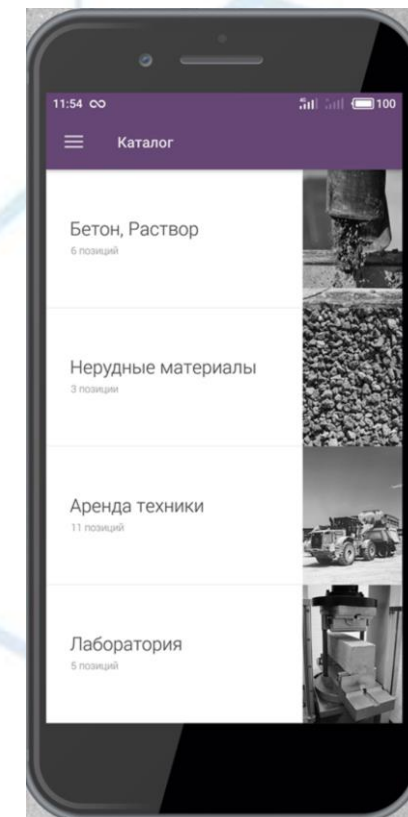 11:54
100
Каталог
Бетон, Раствор
6 позиций
Нерудные материалы
3 позиции
Аренда техники
11 позиций
Лаборатория
5 позиций